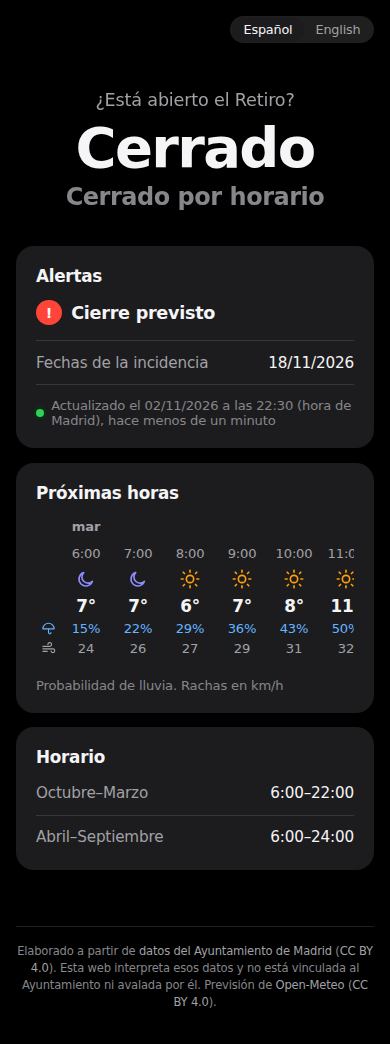 Español English
¿Está abierto el Retiro?
Cerrado
Cerrado por horario
Alertas
! Cierre previsto
Fechas de la incidencia 18/11/2026
Actualizado el 02/11/2026 a las 22:30 (hora de
Madrid), hace menos de un minuto
Próximas horas
mar
6:00 7:00 8:00 9:00 10:00 11:0
7° 7° 6° 7° 8° 11
15% 22% 29% 36% 43% 50%
24 26 27 29 31 32
Probabilidad de lluvia. Rachas en km/h
Horario
Octubre–Marzo 6:00–22:00
Abril–Septiembre 6:00–24:00
Elaborado a partir de datos del Ayuntamiento de Madrid (CC BY
4.0). Esta web interpreta esos datos y no está vinculada al
Ayuntamiento ni avalada por él. Previsión de Open-Meteo (CC
BY 4.0).